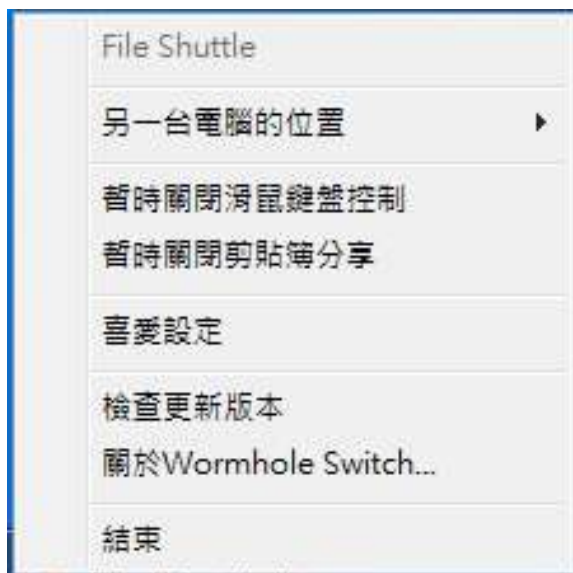 File Shuttle
另一台電腦的位置
暫時關閉滑鼠鍵盤控制
暫時關閉剪貼簿分享
喜愛設定
檢查更新版本
關於Wormhole Switch...
結束